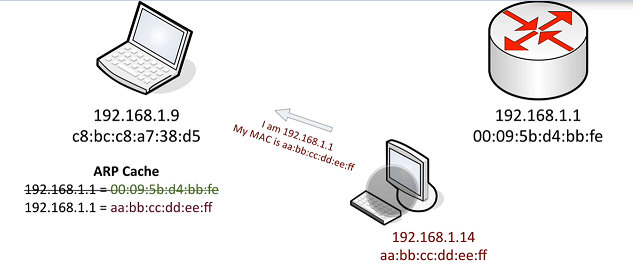 192.168.1.9
c8:bc:c8:a7:38:d5
192.168.1.1
00:09:5b:d4:bb:fe
I am 192.168.1.1
My MAC is aa:bb:cc:dd:ee:ff
ARP Cache
192.168.1.1 = 00:09:5b:d4:bb:fe
192.168.1.1 = aa:bb:cc:dd:ee:ff
192.168.1.14
aa:bb:cc:dd:ee:ff